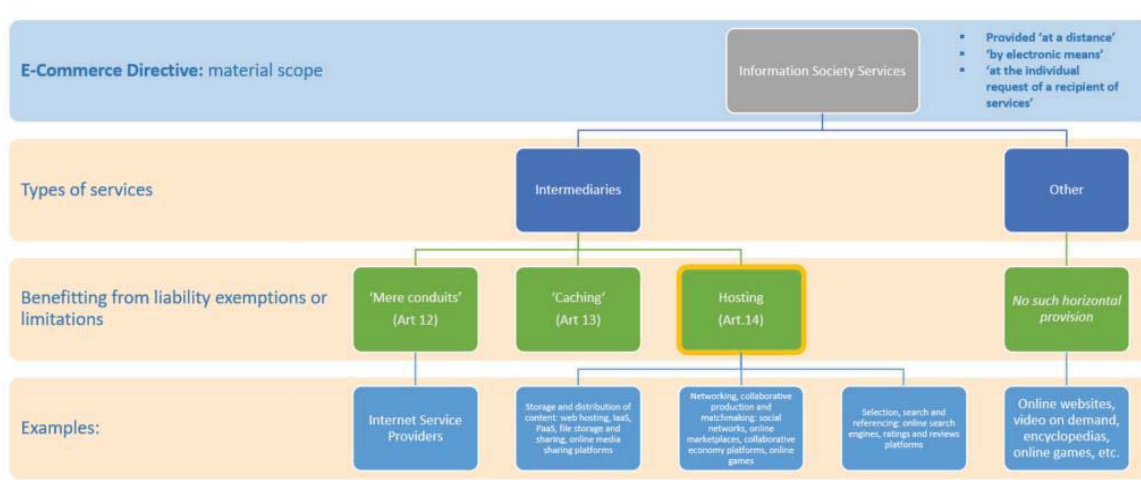 E-Commerce Directive: material scope
Information Society Services
▪ Provided ‘at a distance’
▪ ‘by electronic means’
▪ ‘at the individual
request of a recipient of
services’
Types of services
Intermediaries
Other
Benefitting from liability exemptions or
limitations
‘Mere conduits’
(Art 12)
‘Caching’
(Art 13)
Hosting
(Art.14)
No such horizontal
provision
Examples:
Internet Service
Providers
Storage and distribution of
content: web hosting, IaaS,
PaaS, file storage and
sharing, online media
sharing platforms
Networking, collaborative
production and
matchmaking: social
networks, online
marketplaces, collaborative
economy platforms, online
games
Selection, search and
referencing: online search
engines, ratings and reviews
platforms
Online websites,
video on demand,
encyclopedias,
online games, etc.